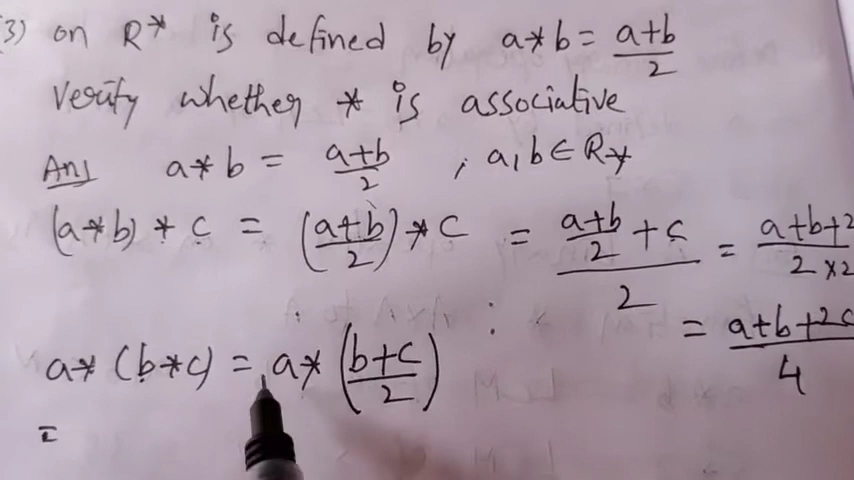 3) on R* is defined by a*b = a+b/2
Verify whether * is associative
Ans a*b = a+b/2 , a,b ∈ R*
(a*b) * c = (a+b/2) * c = (a+b/2 + c)/2 = a+b+2/2×2
= a+b+2c/4
a* (b*c) = a* (b+c/2)
=